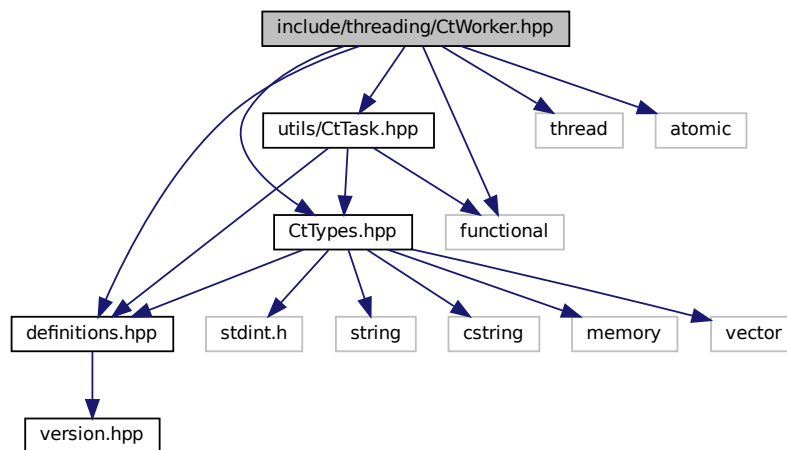 include/threading/CtWorker.hpp
utils/CtTask.hpp
thread
atomic
CtTypes.hpp
functional
definitions.hpp
stdint.h
string
cstring
memory
vector
version.hpp